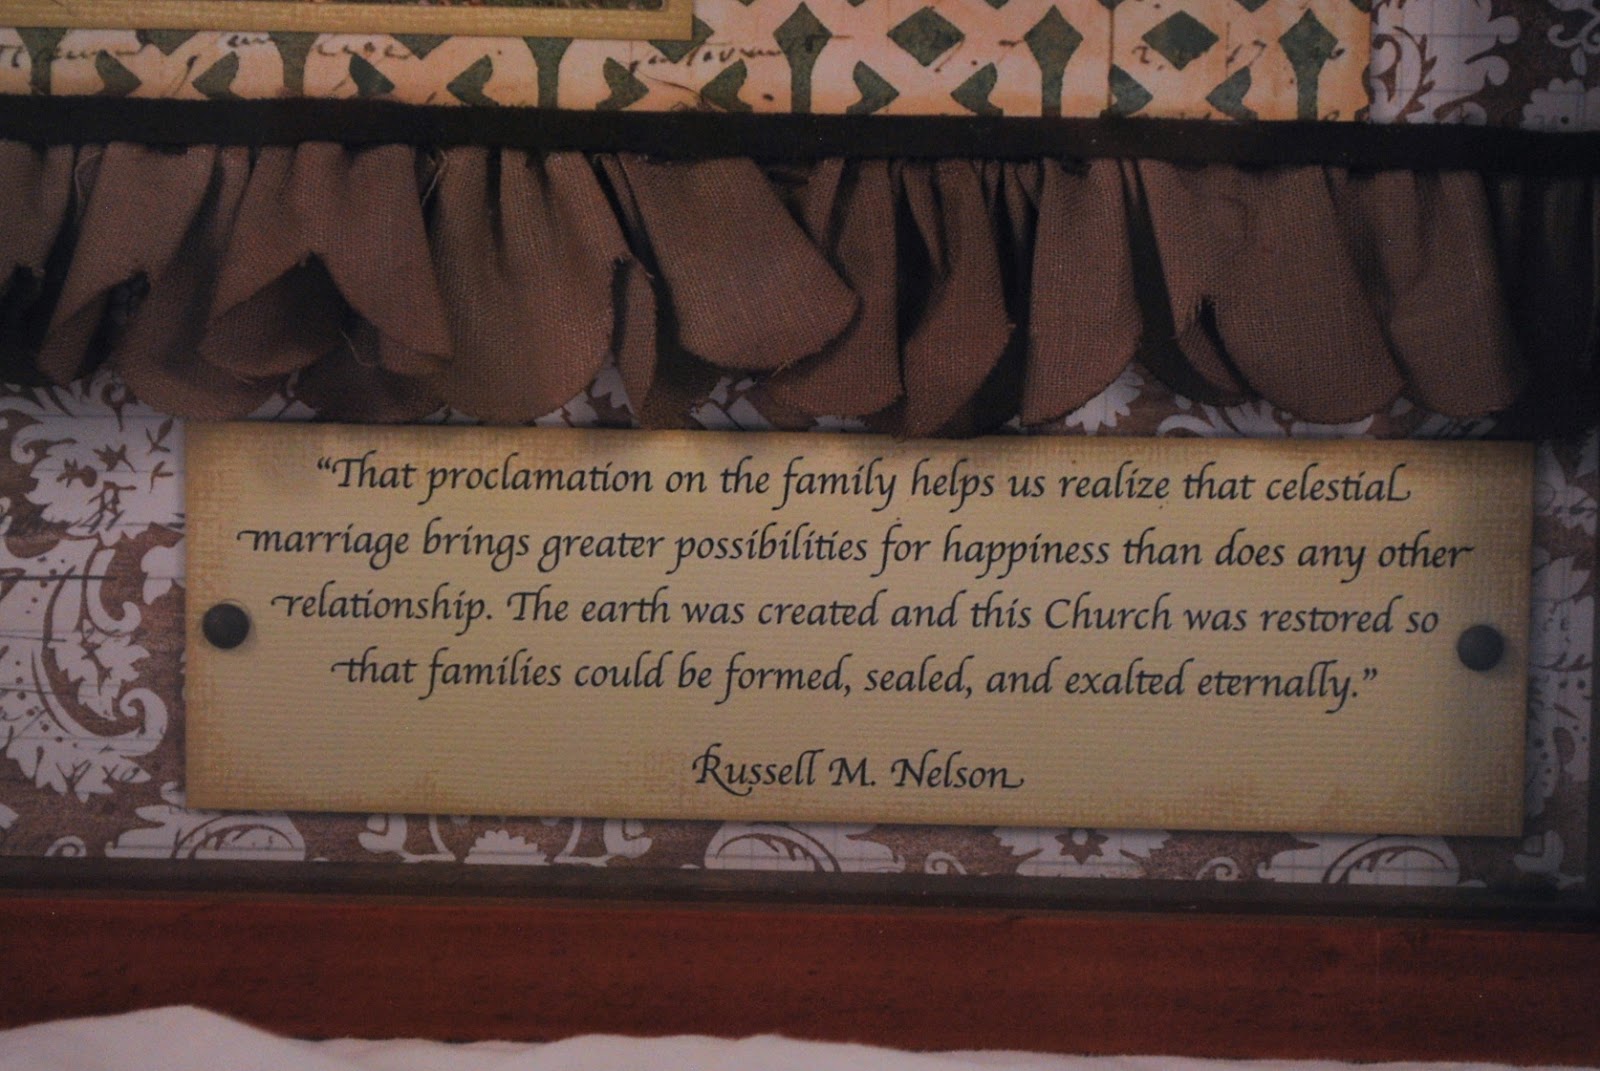 “That proclamation on the family helps us realize that celestial
marriage brings greater possibilities for happiness than does any other
relationship. The earth was created and this Church was restored so
that families could be formed, sealed, and exalted eternally.”
Russell M. Nelson